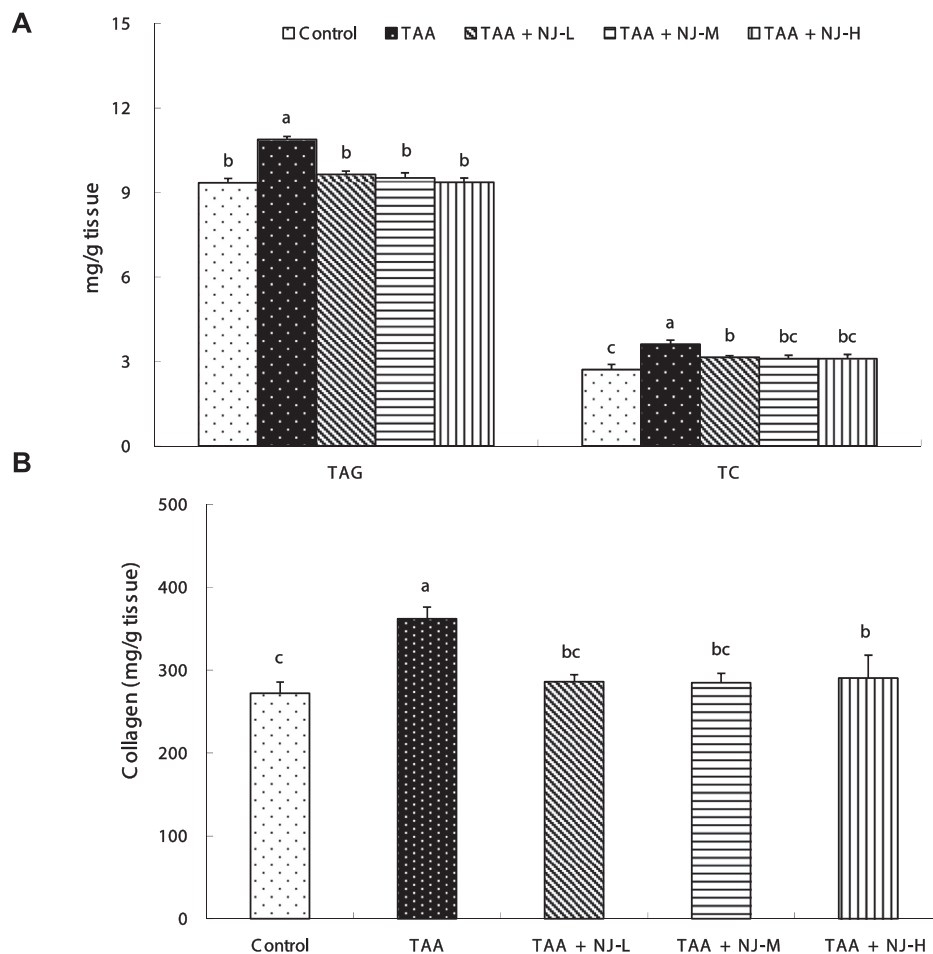 A
15
Control TAA TAA + NJ-L TAA + NJ-M TAA + NJ-H
12
a
b b b b
9
mg/g tissue
6
a
c b bc bc
3
0
TAG TC
B
500
Collagen (mg/g tissue)
400
a
b
bc bc
c
300
200
100
0
Control TAA TAA + NJ-L TAA + NJ-M TAA + NJ-H